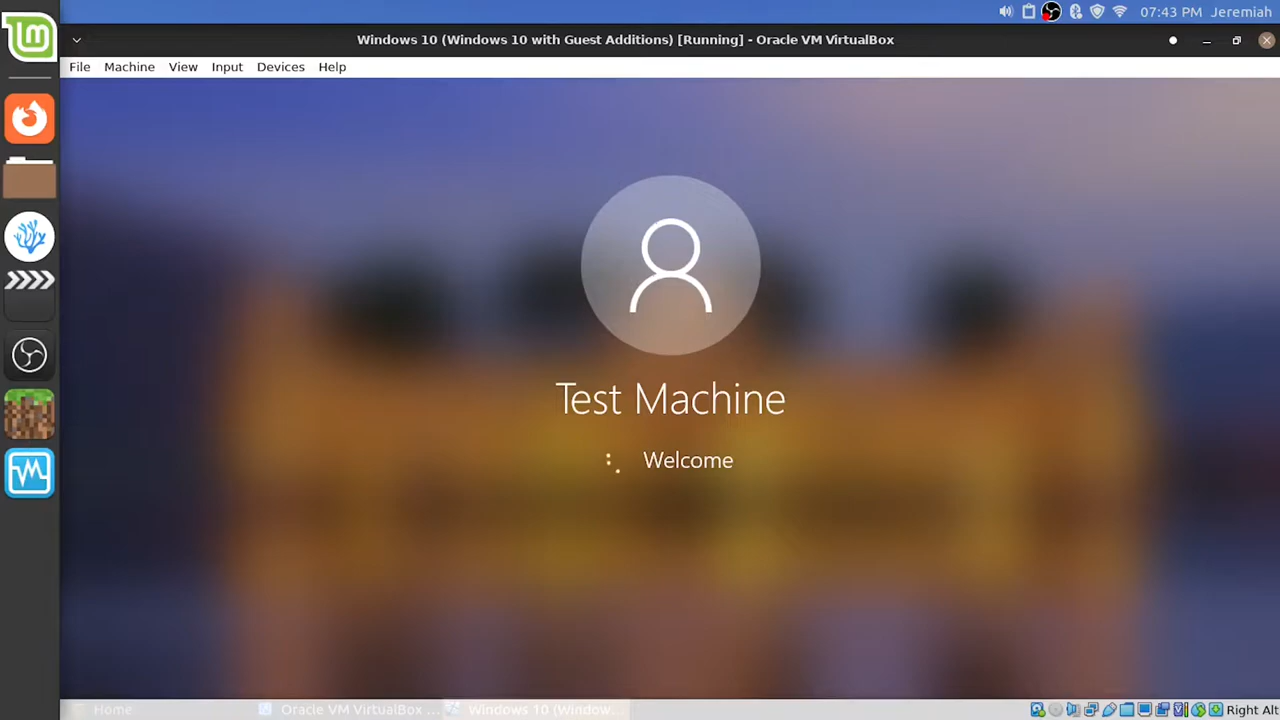 07:43 PM Jeremiah
Windows 10 (Windows 10 with Guest Additions) [Running] - Oracle VM VirtualBox
File Machine View Input Devices Help
Test Machine
Welcome
Home Oracle VM VirtualBox ... Windows 10 (Window... Right Alt